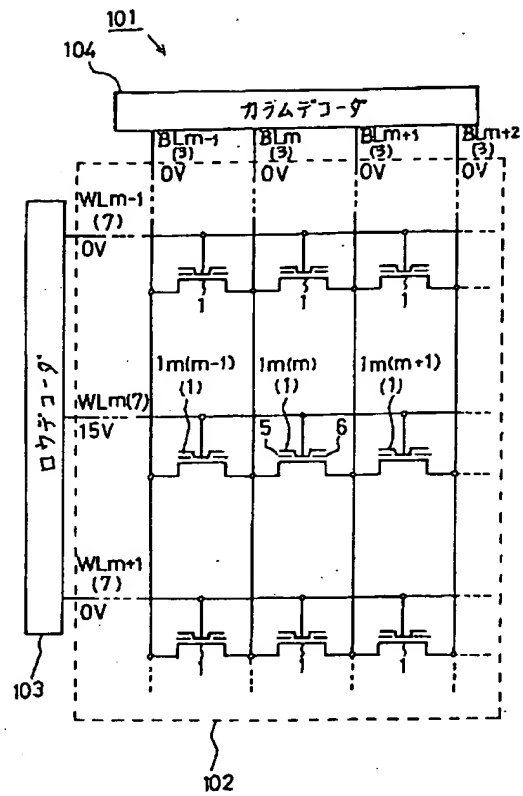 101
104
カラムデコーダ
BLm-1 BLm BLm+1 BLm+2
(3) (3) (3) (3)
0V 0V 0V 0V
WLm-1
(7)
0V
1 1 1
1m(m-1) 1m(m) 1m(m+1)
(1) (1) (1)
WLm(7)
15V
5 6
ロウデコーダ
WLm+1
(7)
0V
1 1 1
103
102